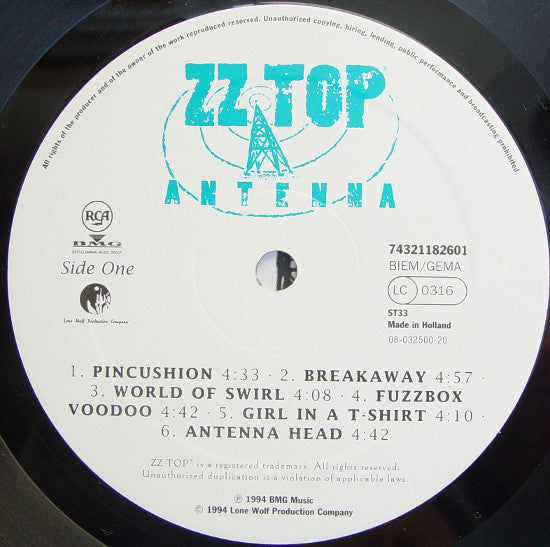 All rights of the producer and of the owner of the work reproduced reserved. Unauthorized copying, hiring, lending, public performance and broadcasting prohibited.
ZZ TOP®
ANTENNA
RCA
BMG
BERTELSMANN MUSIC GROUP
Side One
Lone Wolf Production Company
74321182601
BIEM/GEMA
LC 0316
ST33
Made in Holland
08-032500-20
1. PINCUSHION 4:33 · 2. BREAKAWAY 4:57 ·
3. WORLD OF SWIRL 4:08 · 4. FUZZBOX
VOODOO 4:42 · 5. GIRL IN A T-SHIRT 4:10 ·
6. ANTENNA HEAD 4:42
ZZ TOP® is a registered trademark. All rights reserved.
Unauthorized duplication is a violation of applicable laws.
℗ 1994 BMG Music
© 1994 Lone Wolf Production Company